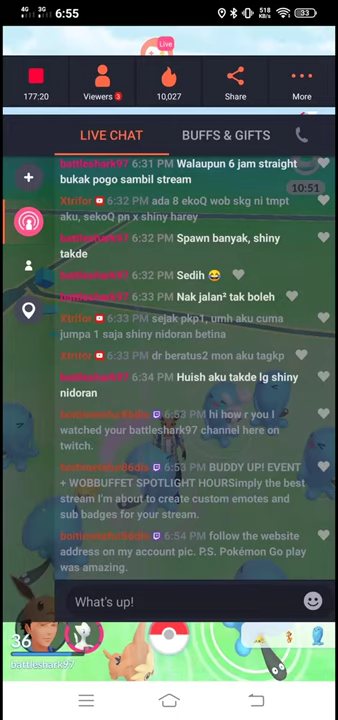 4G 3G 6:55 518 KB/s 33
Live
177:20 Viewers 3 10,027 Share More
LIVE CHAT BUFFS & GIFTS
battleshark97 6:31 PM Walaupun 6 jam straight
bukak pogo sambil stream
10:51
Xtrifor 6:32 PM ada 8 ekoQ wob skg ni tmpt
aku, sekoQ pn x shiny harey
battleshark97 6:32 PM Spawn banyak, shiny
takde
battleshark97 6:32 PM Sedih 😂
battleshark97 6:33 PM Nak jalan² tak boleh
Xtrifor 6:33 PM sejak pkp1, umh aku cuma
jumpa 1 saja shiny nidoran betina
Xtrifor 6:33 PM dr beratus2 mon aku tagkp
battleshark97 6:34 PM Huish aku takde lg shiny
nidoran
6:53 PM hi how r you I
watched your battleshark97 channel here on
twitch.
6:53 PM BUDDY UP! EVENT
+ WOBBUFFET SPOTLIGHT HOURSimply the best
stream I'm about to create custom emotes and
sub badges for your stream.
6:54 PM follow the website
address on my account pic. P.S. Pokémon Go play
was amazing.
What's up!
36
battleshark97